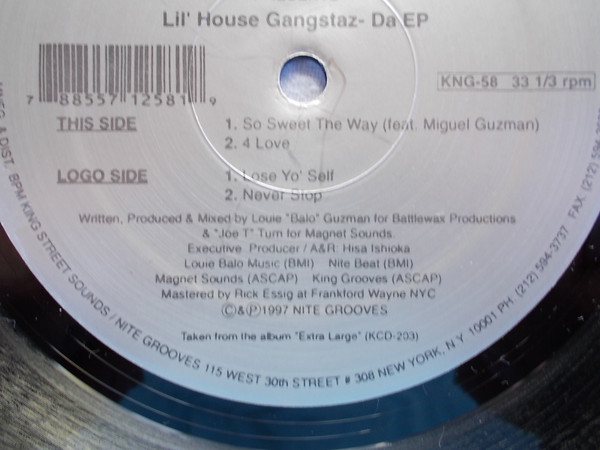 Lil' House Gangstaz- Da EP
KNG-58 33 1/3 rpm
7 88557 12581 9
THIS SIDE
1. So Sweet The Way (feat. Miguel Guzman)
2. 4 Love
LOGO SIDE
1. Lose Yo' Self
2. Never Stop
Written, Produced & Mixed by Louie "Balo" Guzman for Battlewax Productions
& "Joe T" Turn for Magnet Sounds.
Executive Producer / A&R: Hisa Ishioka
Louie Balo Music (BMI) Nite Beat (BMI)
Magnet Sounds (ASCAP) King Grooves (ASCAP)
Mastered by Rick Essig at Frankford Wayne NYC
©&℗1997 NITE GROOVES
Taken from the album "Extra Large" (KCD-203)
& DIST. BPM KING STREET SOUNDS / NITE GROOVES 115 WEST 30th STREET # 308 NEW YORK, N.Y 10001 PH: (212) 594-3737 FAX (212) 594